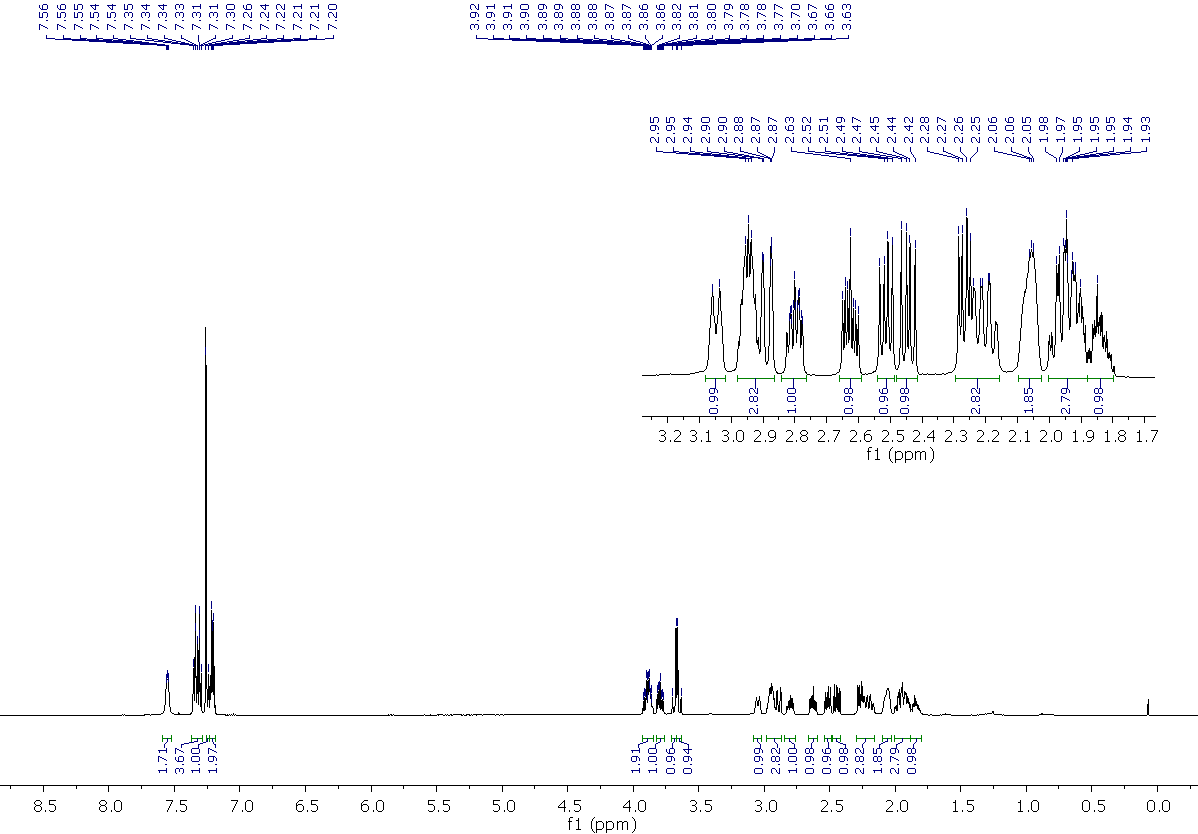 7.56 7.56 7.55 7.54 7.54 7.35 7.34 7.34 7.33 7.31 7.31 7.30 7.26 7.24 7.22 7.21 7.21 7.20 3.92 3.91 3.91 3.90 3.89 3.89 3.88 3.88 3.87 3.87 3.86 3.86 3.82 3.81 3.80 3.79 3.78 3.78 3.77 3.70 3.67 3.66 3.63
2.95 2.95 2.94 2.90 2.90 2.88 2.87 2.87 2.63 2.52 2.51 2.49 2.47 2.45 2.44 2.42 2.28 2.27 2.26 2.25 2.06 2.06 2.05 1.98 1.97 1.95 1.95 1.95 1.94 1.93
0.99 2.82 1.00 0.98 0.96 0.98 2.82 1.85 2.79 0.98
3.2 3.1 3.0 2.9 2.8 2.7 2.6 2.5 2.4 2.3 2.2 2.1 2.0 1.9 1.8 1.7
f1 (ppm)
1.71 3.67 1.00 1.97 1.91 1.00 0.96 0.94 0.99 2.82 1.00 0.98 0.96 0.98 2.82 1.85 2.79 0.98
8.5 8.0 7.5 7.0 6.5 6.0 5.5 5.0 4.5 4.0 3.5 3.0 2.5 2.0 1.5 1.0 0.5 0.0
f1 (ppm)